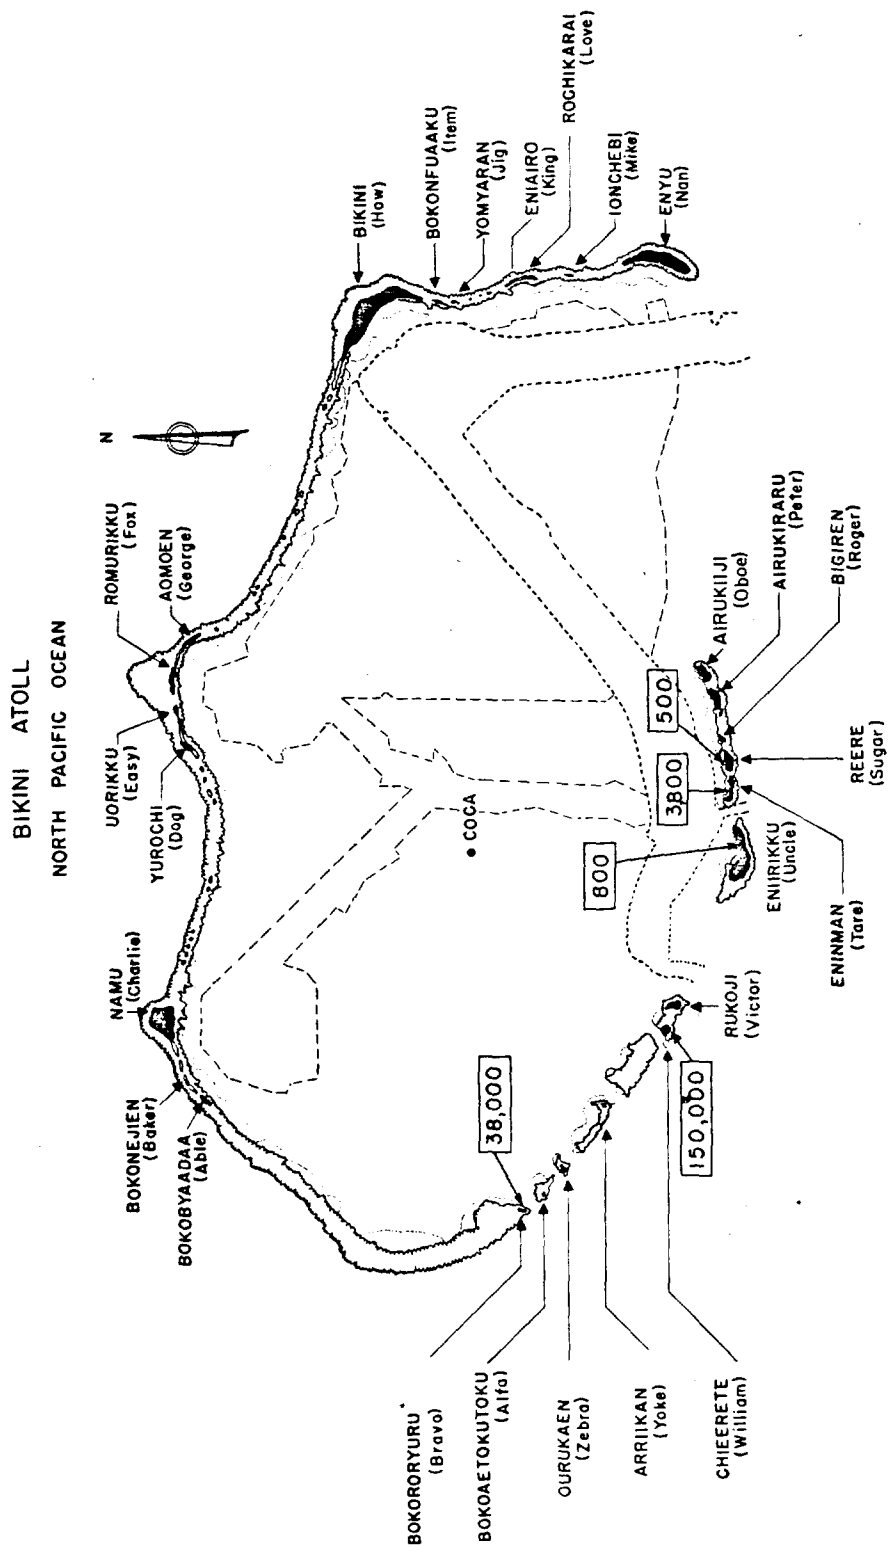 BIKINI ATOLL
NORTH PACIFIC OCEAN
N
BOKONEJIEN
(Baker)
BOKOBYAADAA
(Able)
NAMU
(Charlie)
YUROCHI
(Dog)
UORIKKU
(Easy)
ROMURIKKU
(Fox)
AOMOEN
(George)
BIKINI
(How)
BOKONFUAAKU
(Item)
YOMYARAN
(Jig)
ENIAIRO
(King)
ROCHIKARAI
(Love)
IONCHEBI
(Mike)
ENYU
(Nan)
COCA
38,000
150,000
800
3,800
500
BOKORORYURU
(Bravo)
BOKOAETOKUTOKU
(Alfa)
OURUKAEN
(Zebra)
ARRIIKAN
(Yoke)
CHIEERETE
(William)
RUKOJI
(Victor)
ENIIRIKKU
(Uncle)
ENINMAN
(Tare)
REERE
(Sugar)
BIGIREN
(Roger)
AIRUKIRARU
(Peter)
AIRUKIIJI
(Oboe)